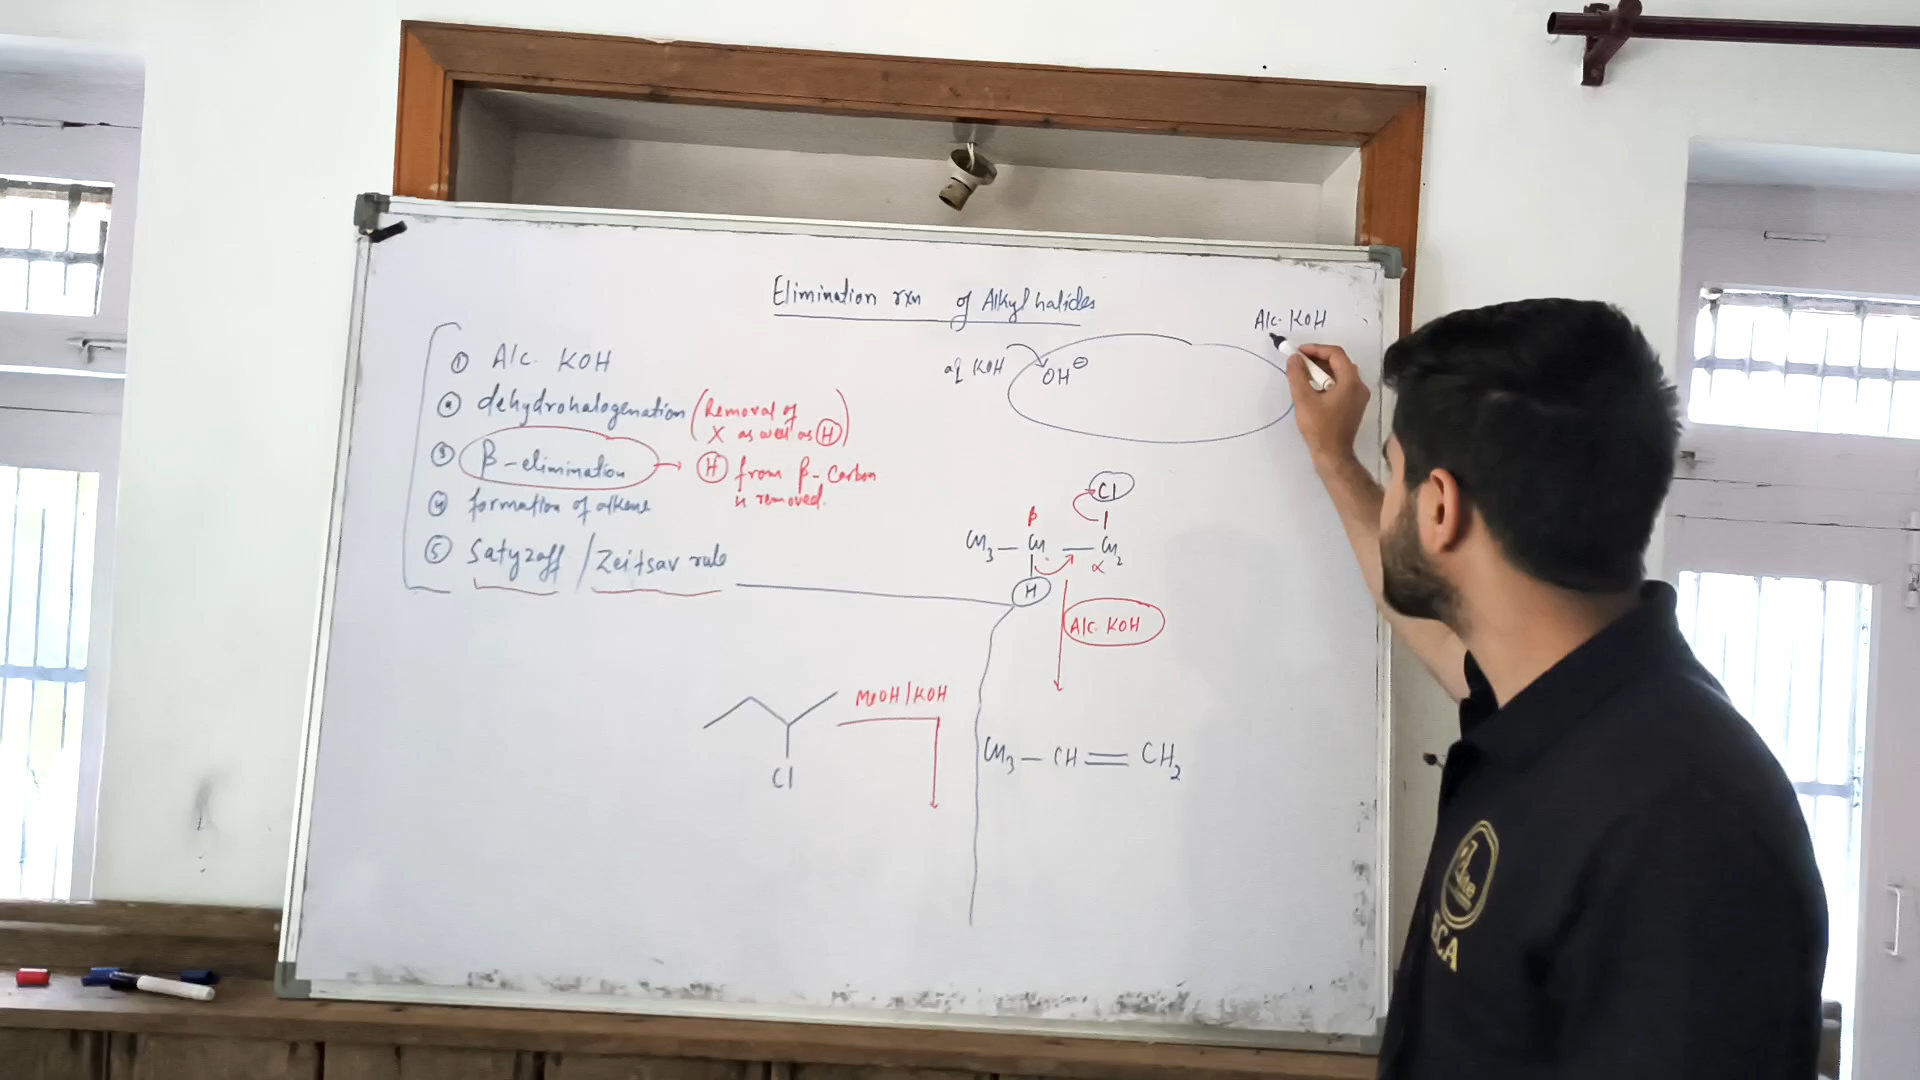 Elimination rxn of Alkyl halides
① Alc. KOH
② dehydrohalogenation (Removal of
X as well as Ⓗ)
③ β-elimination → Ⓗ from β-Carbon
is removed.
④ formation of alkene
⑤ Satyzoff / Zeitsav rule
aq KOH
OH⊖
Alc. KOH
Cl
β
CH3 — CH — CH2
α
H
Alc. KOH
CH3 — CH = CH2
MeOH/KOH
Cl
CA